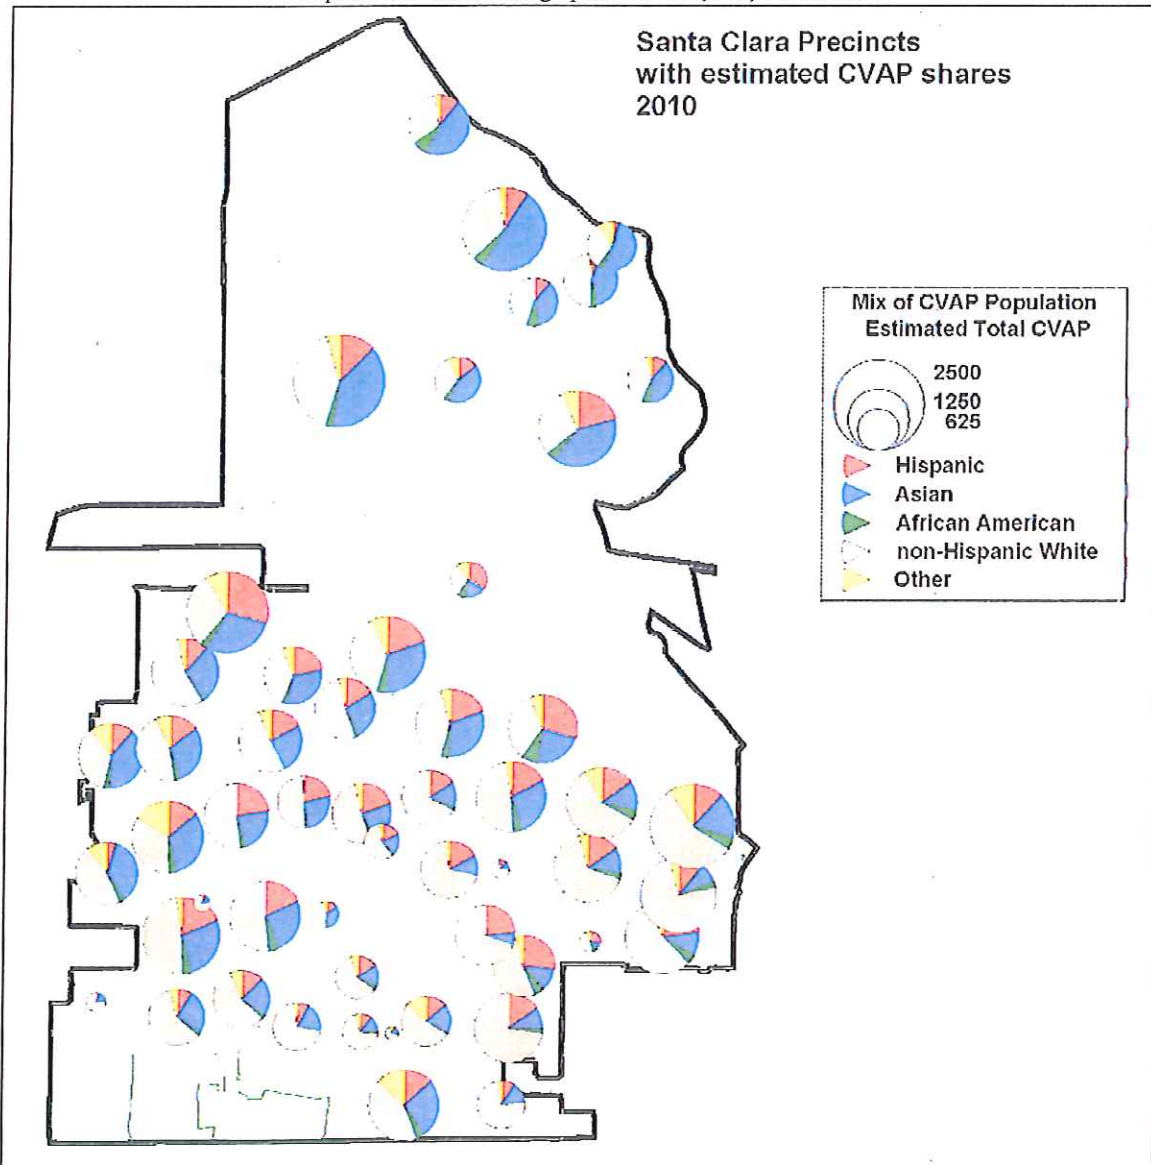 Santa Clara Precincts
with estimated CVAP shares
2010
Mix of CVAP Population
Estimated Total CVAP
2500
1250
625
Hispanic
Asian
African American
non-Hispanic White
Other